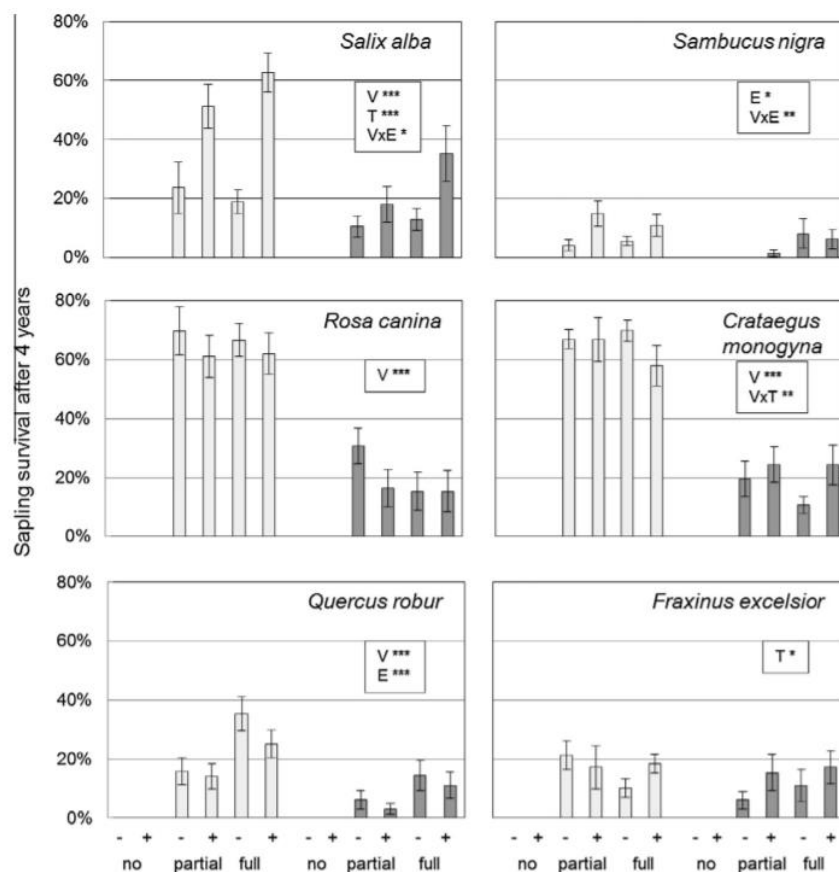 80%
60%
40%
20%
0%
Salix alba
V ***
T ***
VxE *
Sambucus nigra
E *
VxE **
Sapling survival after 4 years
80%
60%
40%
20%
0%
Rosa canina
V ***
Crataegus
monogyna
V ***
VxT **
80%
60%
40%
20%
0%
Quercus robur
V ***
E ***
Fraxinus excelsior
T *
- + - + - + - + - + - + - + - + - + - + - + - +
no partial full no partial full no partial full no partial full